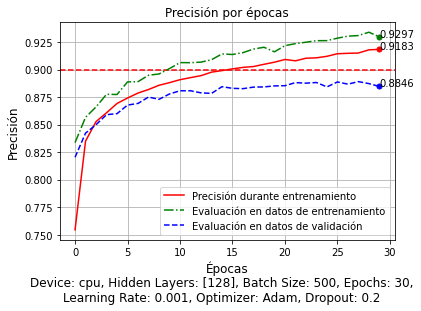 Precisión por épocas
Precisión
0.925
0.900
0.875
0.850
0.825
0.800
0.775
0.750
0.9297
0.9183
0.8846
Precisión durante entrenamiento
Evaluación en datos de entrenamiento
Evaluación en datos de validación
0 5 10 15 20 25 30
Épocas
Device: cpu, Hidden Layers: [128], Batch Size: 500, Epochs: 30,
Learning Rate: 0.001, Optimizer: Adam, Dropout: 0.2